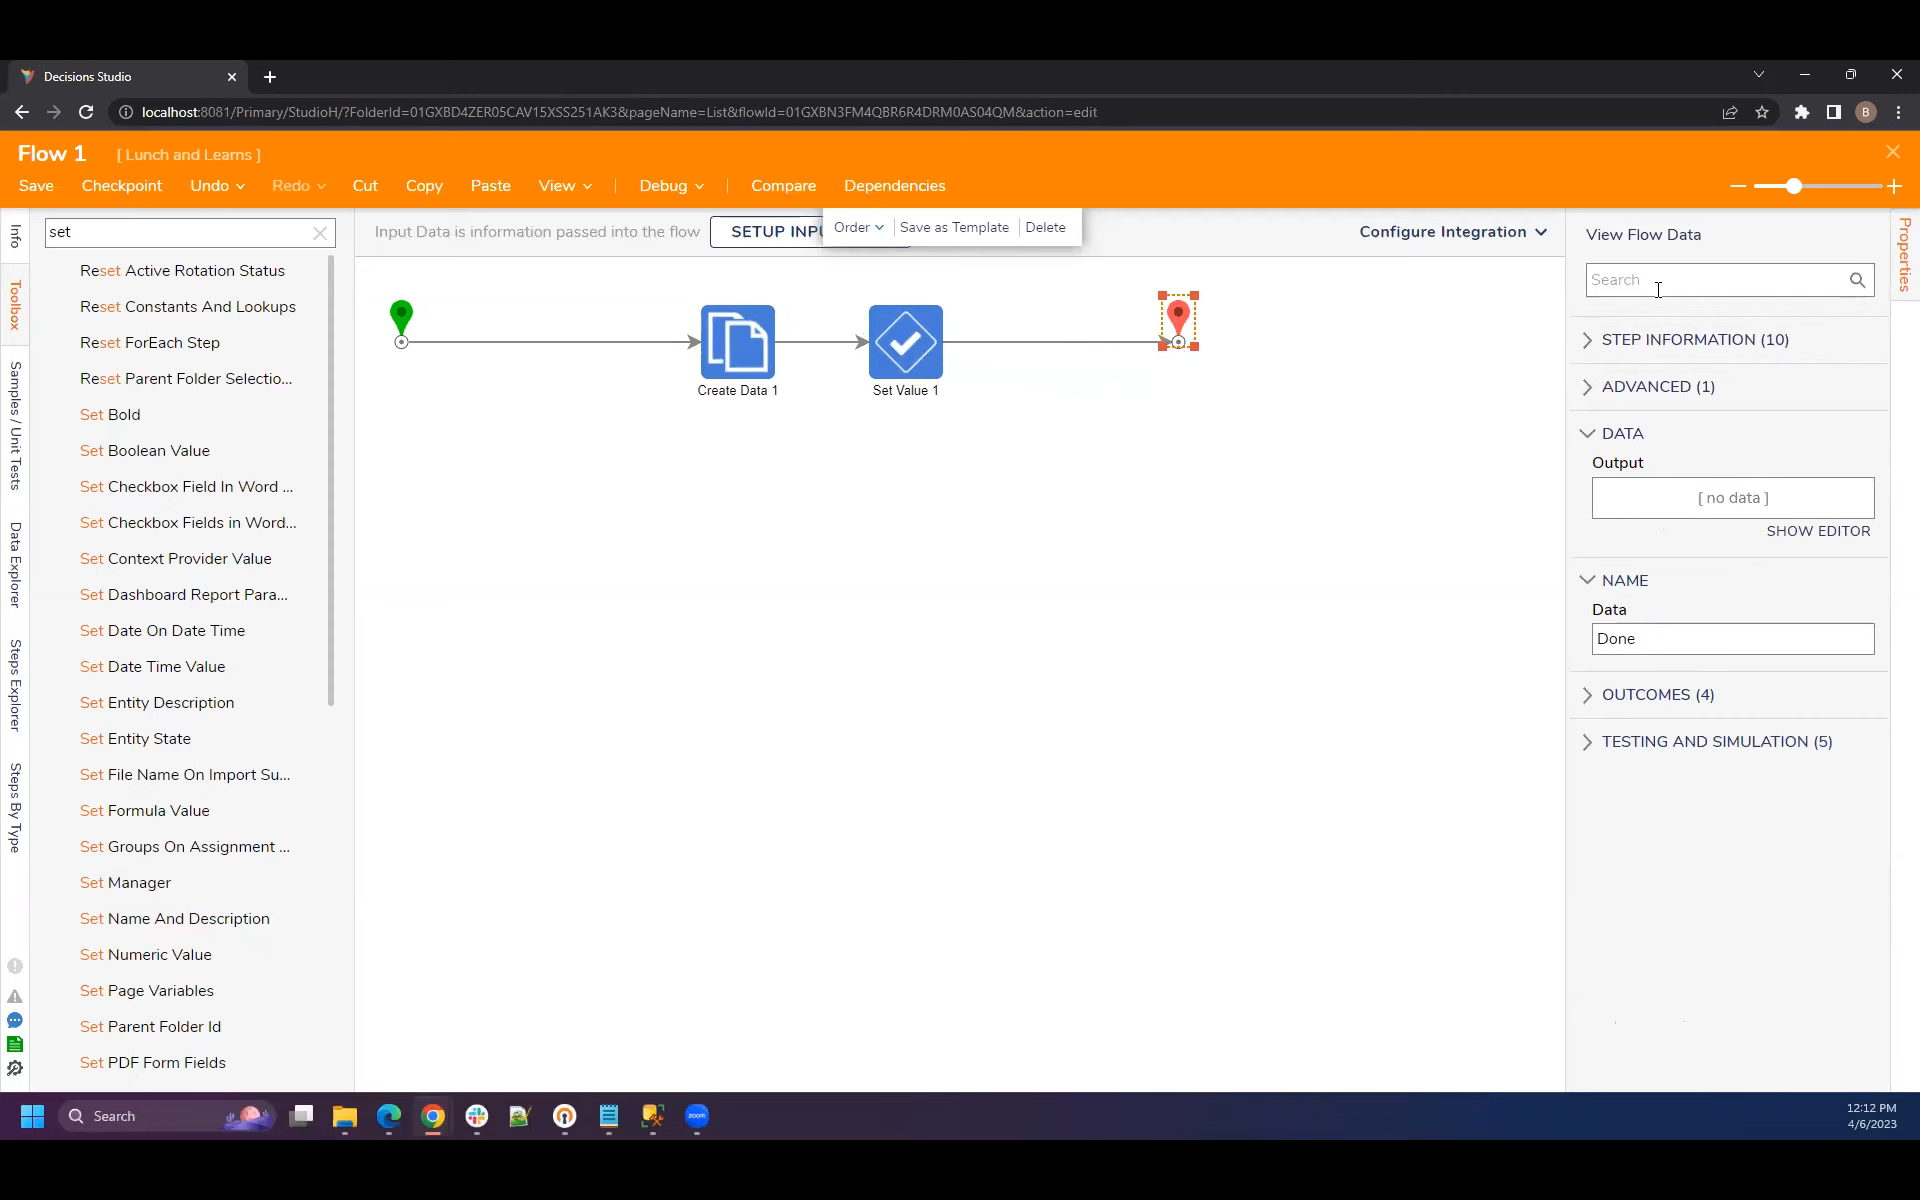 Decisions Studio
localhost:8081/Primary/StudioH/?FolderId=01GXBD4ZER05CAV15XSS251AK3&pageName=List&flowId=01GXBN3FM4QBR6R4DRM0AS04QM&action=edit
B
Flow 1 [ Lunch and Learns ]
Save Checkpoint Undo Redo Cut Copy Paste View Debug Compare Dependencies
Info
Toolbox
Samples / Unit Tests
Data Explorer
Steps Explorer
Steps By Type
set
Reset Active Rotation Status
Reset Constants And Lookups
Reset ForEach Step
Reset Parent Folder Selectio...
Set Bold
Set Boolean Value
Set Checkbox Field In Word ...
Set Checkbox Fields in Word...
Set Context Provider Value
Set Dashboard Report Para...
Set Date On Date Time
Set Date Time Value
Set Entity Description
Set Entity State
Set File Name On Import Su...
Set Formula Value
Set Groups On Assignment ...
Set Manager
Set Name And Description
Set Numeric Value
Set Page Variables
Set Parent Folder Id
Set PDF Form Fields
Input Data is information passed into the flow
SETUP INPU
Order Save as Template Delete
Configure Integration
Create Data 1
Set Value 1
Properties
View Flow Data
Search
STEP INFORMATION (10)
ADVANCED (1)
DATA
Output
[ no data ]
SHOW EDITOR
NAME
Data
Done
OUTCOMES (4)
TESTING AND SIMULATION (5)
Search
zoom
12:12 PM
4/6/2023